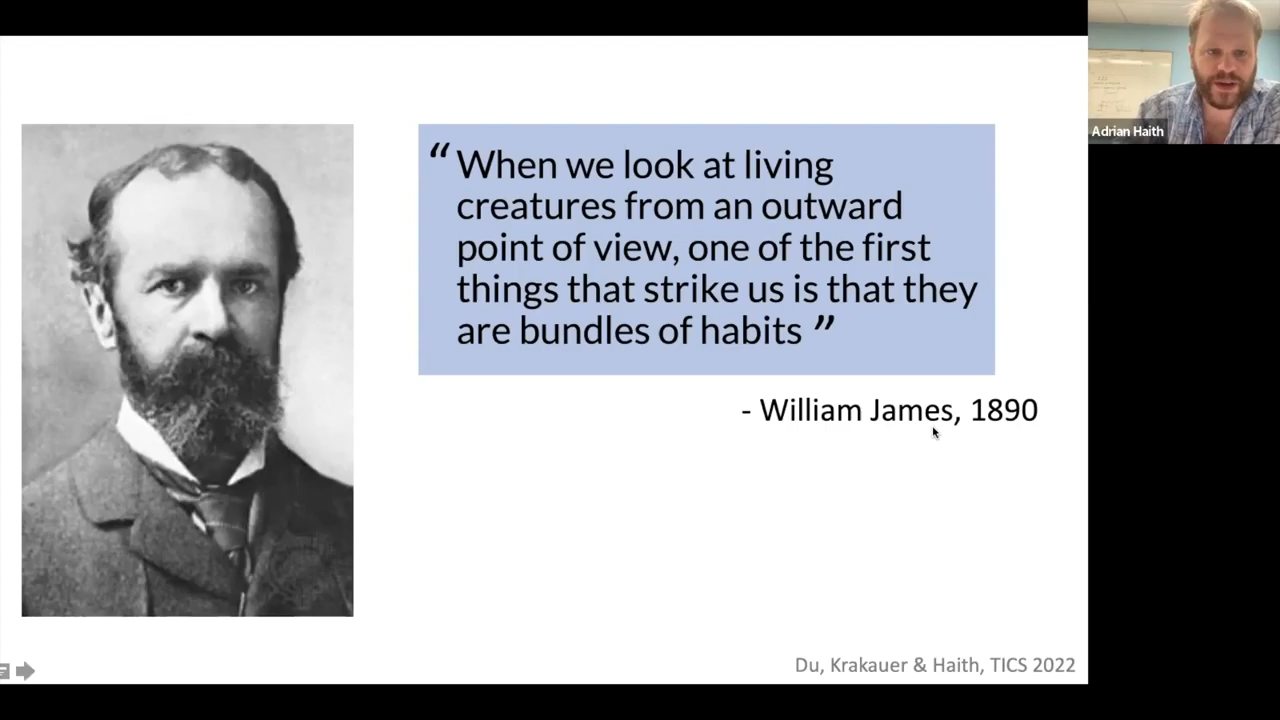 “ When we look at living
creatures from an outward
point of view, one of the first
things that strike us is that they
are bundles of habits ”
- William James, 1890
Du, Krakauer & Haith, TICS 2022
Adrian Haith